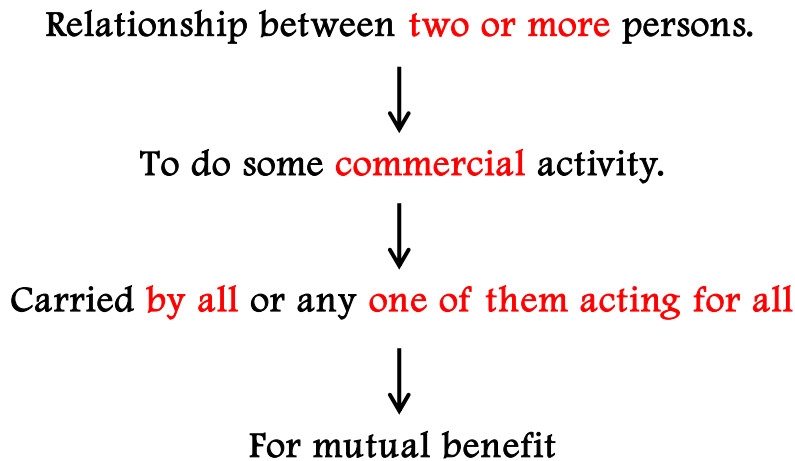 Relationship between two or more persons.
To do some commercial activity.
Carried by all or any one of them acting for all
For mutual benefit